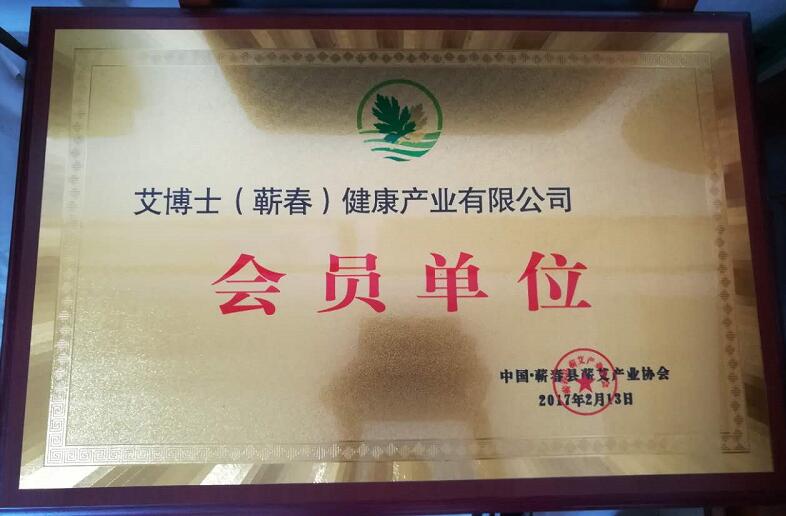 艾博士（蕲春）健康产业有限公司
会员单位
中国·蕲春县蕲艾产业协会
2017年2月13日